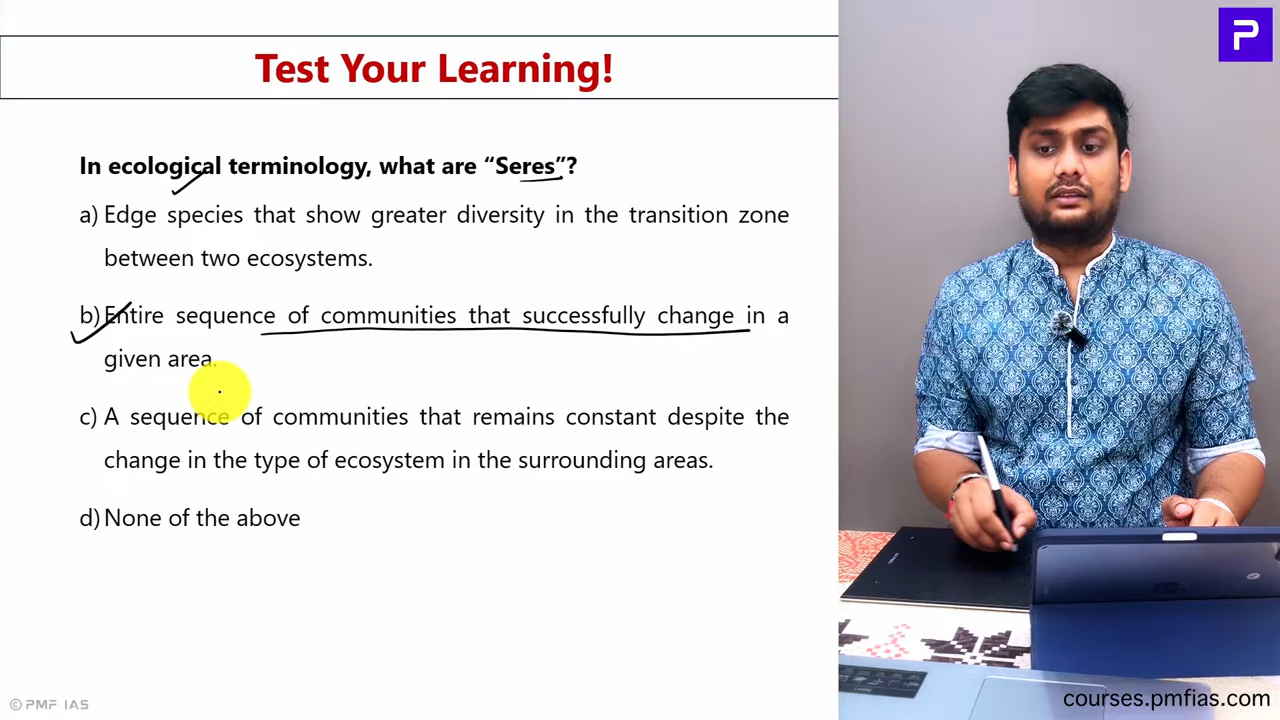 P
Test Your Learning!
In ecological terminology, what are “Seres”?
a) Edge species that show greater diversity in the transition zone
between two ecosystems.
b) Entire sequence of communities that successfully change in a
given area.
c) A sequence of communities that remains constant despite the
change in the type of ecosystem in the surrounding areas.
d) None of the above
© PMF IAS
courses.pmfias.com